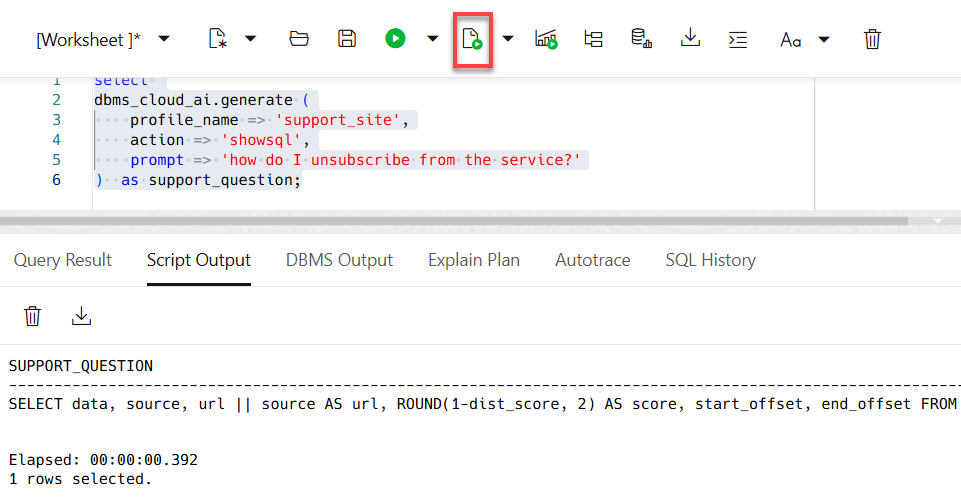 [Worksheet ]*
Aa
1 select
2 dbms_cloud_ai.generate (
3 ····profile_name => 'support_site',
4 ····action => 'showsql',
5 ····prompt => 'how do I unsubscribe from the service?'
6 ) as support_question;
Query Result Script Output DBMS Output Explain Plan Autotrace SQL History
SUPPORT_QUESTION
--------------------------------------------------------------------------------------------------------
SELECT data, source, url || source AS url, ROUND(1-dist_score, 2) AS score, start_offset, end_offset FROM
Elapsed: 00:00:00.392
1 rows selected.